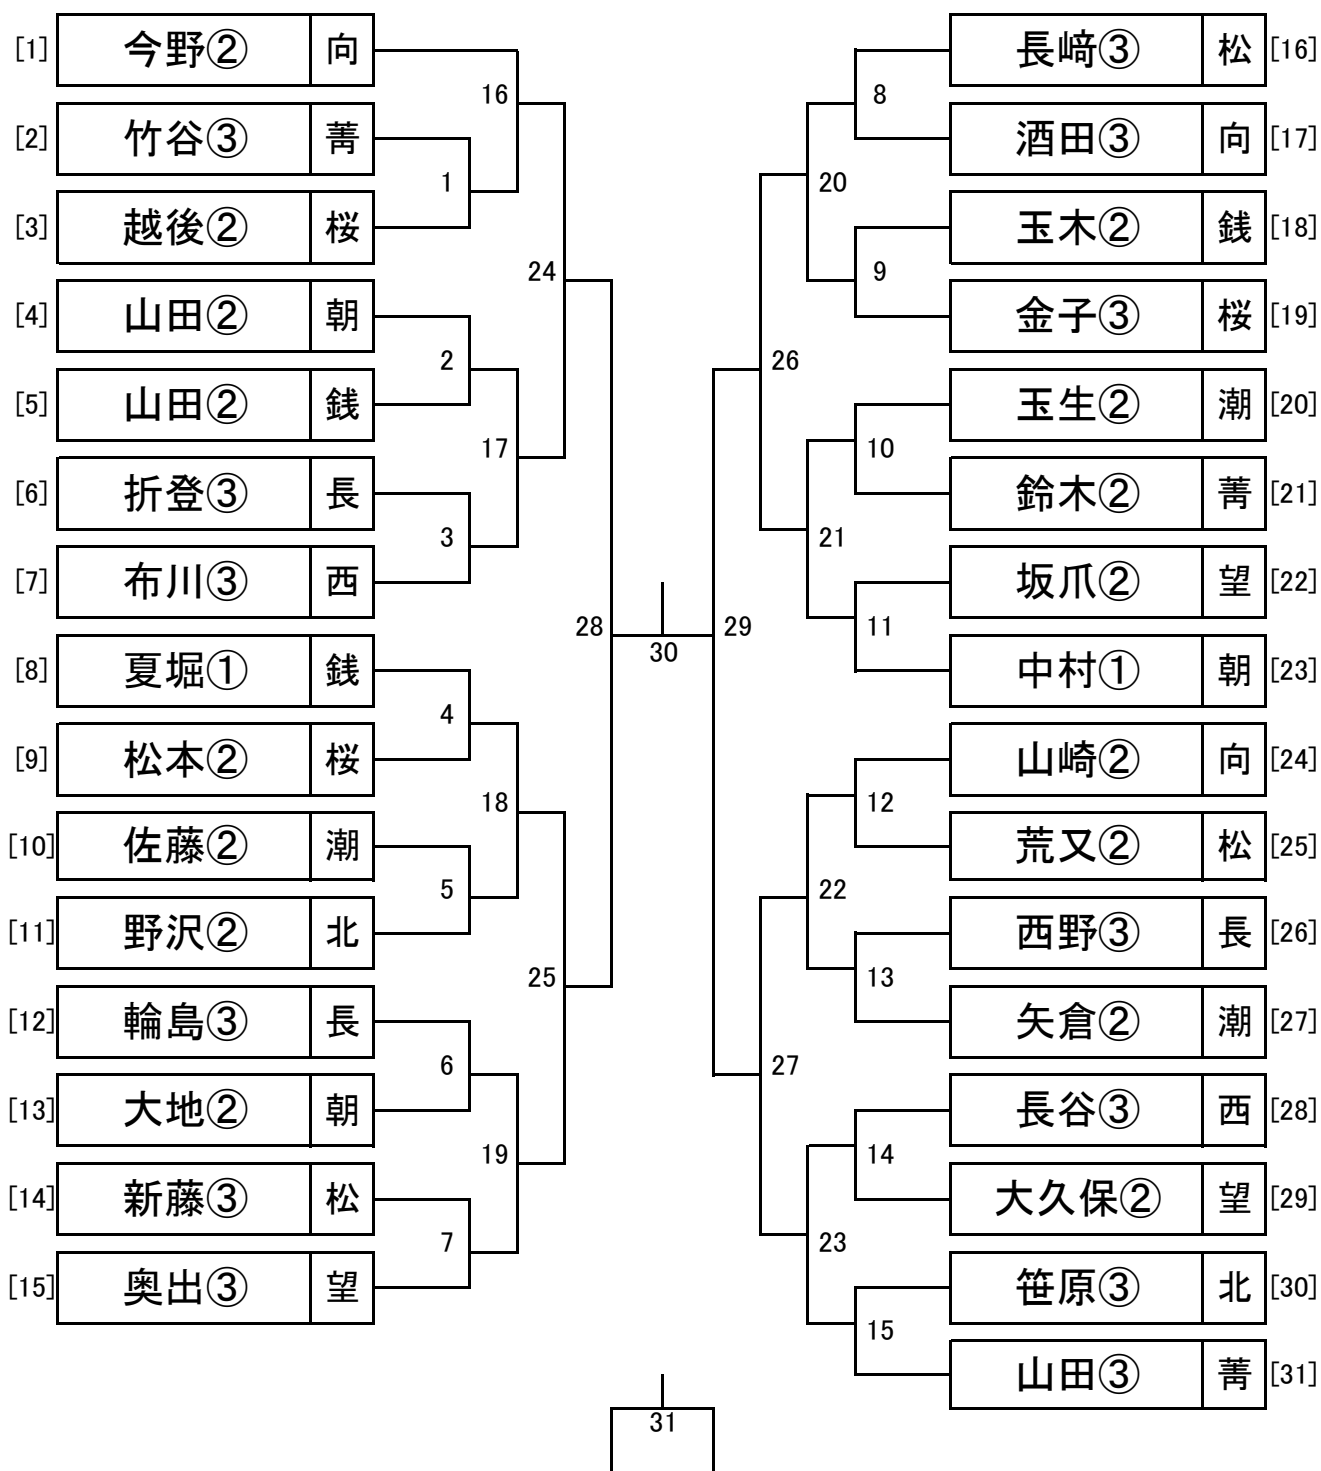 [1] 今野② 向
[2] 竹谷③ 菁
[3] 越後② 桜
[4] 山田② 朝
[5] 山田② 銭
[6] 折登③ 長
[7] 布川③ 西
[8] 夏堀① 銭
[9] 松本② 桜
[10] 佐藤② 潮
[11] 野沢② 北
[12] 輪島③ 長
[13] 大地② 朝
[14] 新藤③ 松
[15] 奥出③ 望
1
2
3
4
5
6
7
16
17
18
19
24
25
28
30
31
29
26
27
20
21
22
23
8
9
10
11
12
13
14
15
長﨑③ 松 [16]
酒田③ 向 [17]
玉木② 銭 [18]
金子③ 桜 [19]
玉生② 潮 [20]
鈴木② 菁 [21]
坂爪② 望 [22]
中村① 朝 [23]
山崎② 向 [24]
荒又② 松 [25]
西野③ 長 [26]
矢倉② 潮 [27]
長谷③ 西 [28]
大久保② 望 [29]
笹原③ 北 [30]
山田③ 菁 [31]